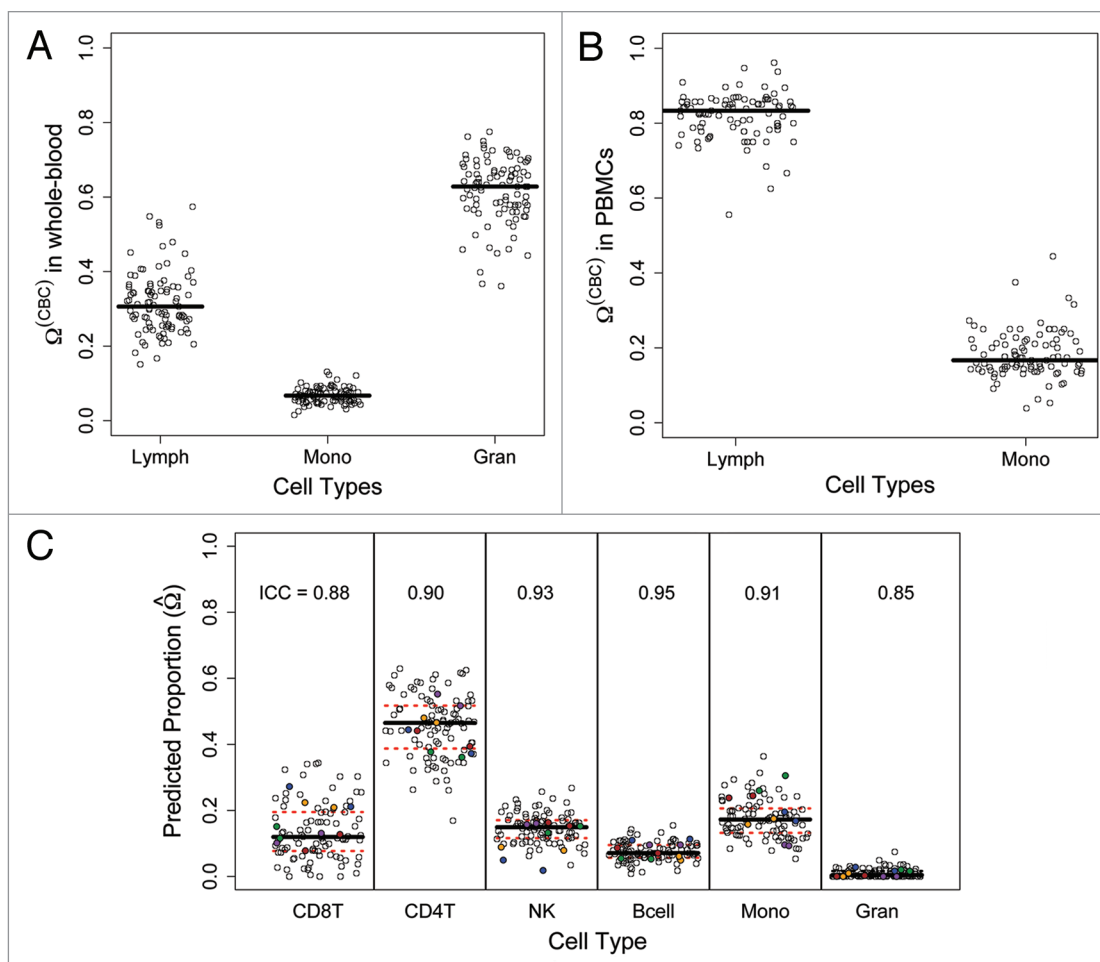 A
Ω(CBC) in whole-blood
1.0
0.8
0.6
0.4
0.2
0.0
Lymph Mono Gran
Cell Types
B
Ω(CBC) in PBMCs
1.0
0.8
0.6
0.4
0.2
0.0
Lymph Mono
Cell Types
C
Predicted Proportion (Ω̂)
1.0
0.8
0.6
0.4
0.2
0.0
ICC = 0.88 0.90 0.93 0.95 0.91 0.85
CD8T CD4T NK Bcell Mono Gran
Cell Type